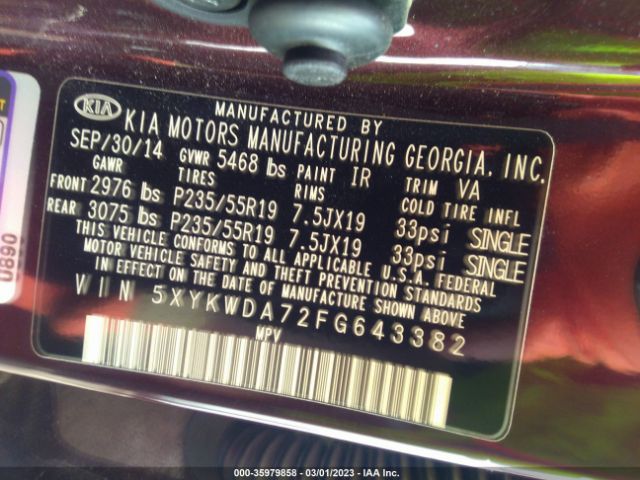 MANUFACTURED BY
KIA KIA MOTORS MANUFACTURING GEORGIA, INC.
SEP/30/14 GVWR 5468 lbs PAINT IR TRIM VA
GAWR TIRES RIMS COLD TIRE INFL
FRONT 2976 lbs P235/55R19 7.5JX19 33psi SINGLE
REAR 3075 lbs P235/55R19 7.5JX19 33psi SINGLE
THIS VEHICLE CONFORMS TO ALL APPLICABLE U.S.A. FEDERAL
MOTOR VEHICLE SAFETY AND THEFT PREVENTION STANDARDS
IN EFFECT ON THE DATE OF MANUFACTURE SHOWN ABOVE
VIN 5XYKWDA72FG643382
MPV
0890
000-35979858 - 03/01/2023 - IAA Inc.